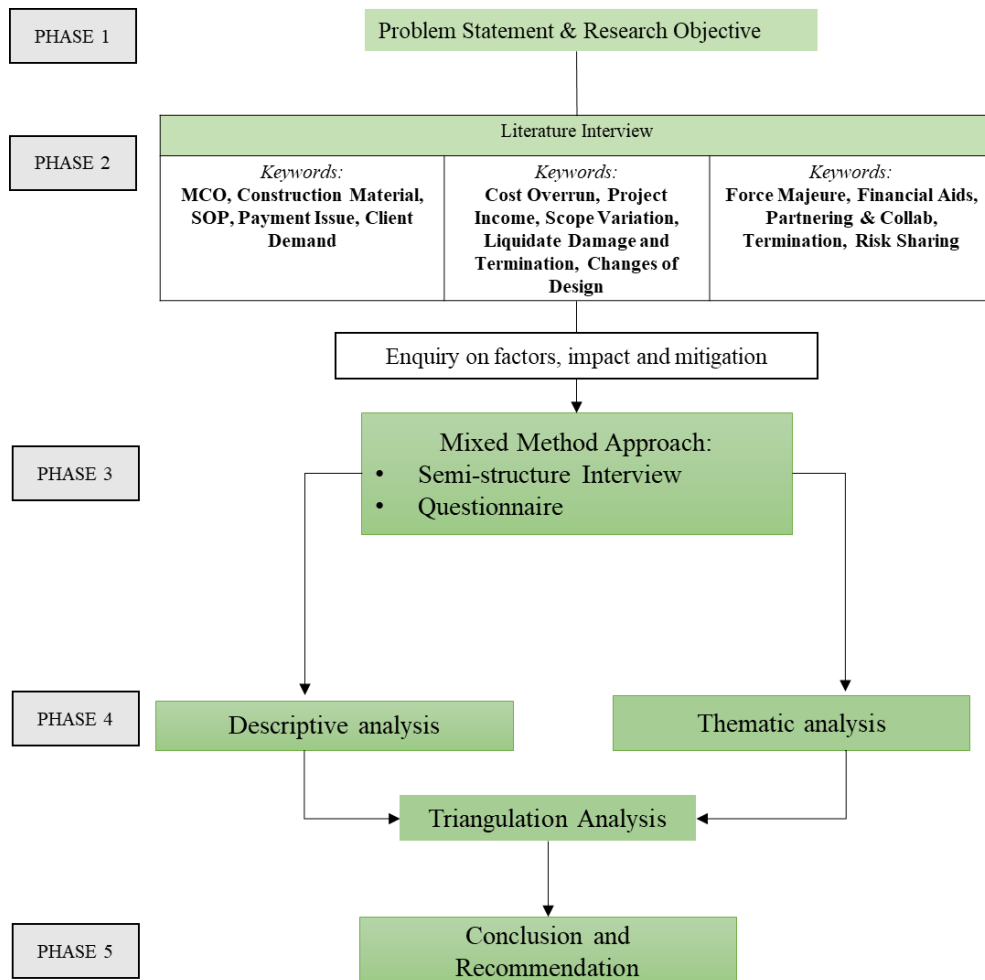 PHASE 1
Problem Statement & Research Objective
PHASE 2
Literature Interview
Keywords:
MCO, Construction Material,
SOP, Payment Issue, Client
Demand
Keywords:
Cost Overrun, Project
Income, Scope Variation,
Liquidate Damage and
Termination, Changes of
Design
Keywords:
Force Majeure, Financial Aids,
Partnering & Collab,
Termination, Risk Sharing
Enquiry on factors, impact and mitigation
PHASE 3
Mixed Method Approach:
• Semi-structure Interview
• Questionnaire
PHASE 4
Descriptive analysis
Thematic analysis
Triangulation Analysis
PHASE 5
Conclusion and
Recommendation